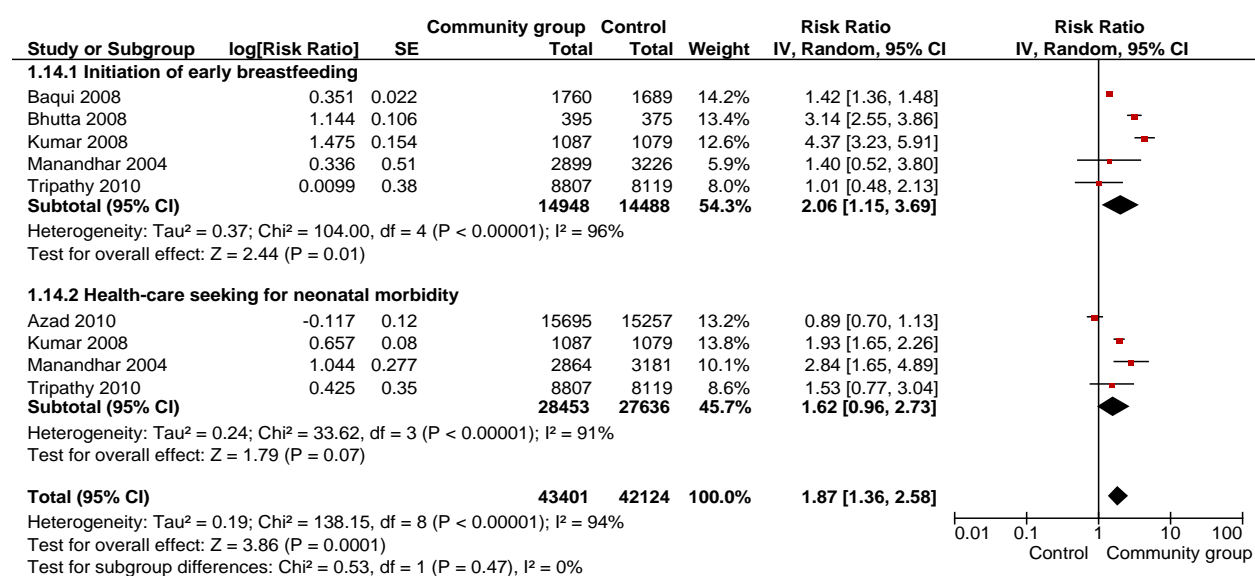 Community group Control Risk Ratio Risk Ratio
Study or Subgroup log[Risk Ratio] SE Total Total Weight IV, Random, 95% CI IV, Random, 95% CI
1.14.1 Initiation of early breastfeeding
Baqui 2008 0.351 0.022 1760 1689 14.2% 1.42 [1.36, 1.48]
Bhutta 2008 1.144 0.106 395 375 13.4% 3.14 [2.55, 3.86]
Kumar 2008 1.475 0.154 1087 1079 12.6% 4.37 [3.23, 5.91]
Manandhar 2004 0.336 0.51 2899 3226 5.9% 1.40 [0.52, 3.80]
Tripathy 2010 0.0099 0.38 8807 8119 8.0% 1.01 [0.48, 2.13]
Subtotal (95% CI) 14948 14488 54.3% 2.06 [1.15, 3.69]
Heterogeneity: Tau² = 0.37; Chi² = 104.00, df = 4 (P < 0.00001); I² = 96%
Test for overall effect: Z = 2.44 (P = 0.01)
1.14.2 Health-care seeking for neonatal morbidity
Azad 2010 -0.117 0.12 15695 15257 13.2% 0.89 [0.70, 1.13]
Kumar 2008 0.657 0.08 1087 1079 13.8% 1.93 [1.65, 2.26]
Manandhar 2004 1.044 0.277 2864 3181 10.1% 2.84 [1.65, 4.89]
Tripathy 2010 0.425 0.35 8807 8119 8.6% 1.53 [0.77, 3.04]
Subtotal (95% CI) 28453 27636 45.7% 1.62 [0.96, 2.73]
Heterogeneity: Tau² = 0.24; Chi² = 33.62, df = 3 (P < 0.00001); I² = 91%
Test for overall effect: Z = 1.79 (P = 0.07)
Total (95% CI) 43401 42124 100.0% 1.87 [1.36, 2.58]
Heterogeneity: Tau² = 0.19; Chi² = 138.15, df = 8 (P < 0.00001); I² = 94%
Test for overall effect: Z = 3.86 (P = 0.0001)
Test for subgroup differences: Chi² = 0.53, df = 1 (P = 0.47), I² = 0%
0.01 0.1 1 10 100
Control Community group